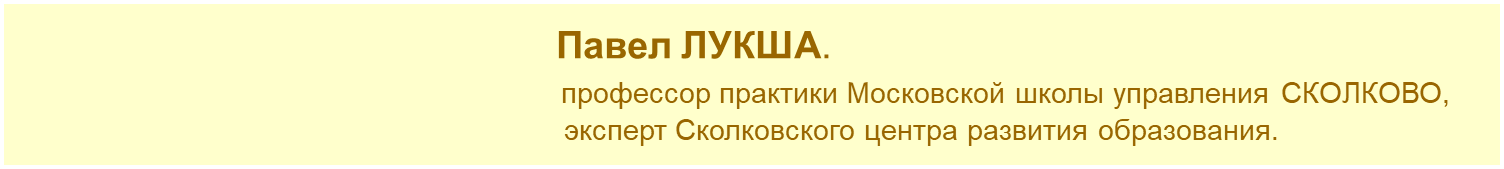 Павел ЛУКША.
профессор практики Московской школы управления СКОЛКОВО,
эксперт Сколковского центра развития образования.